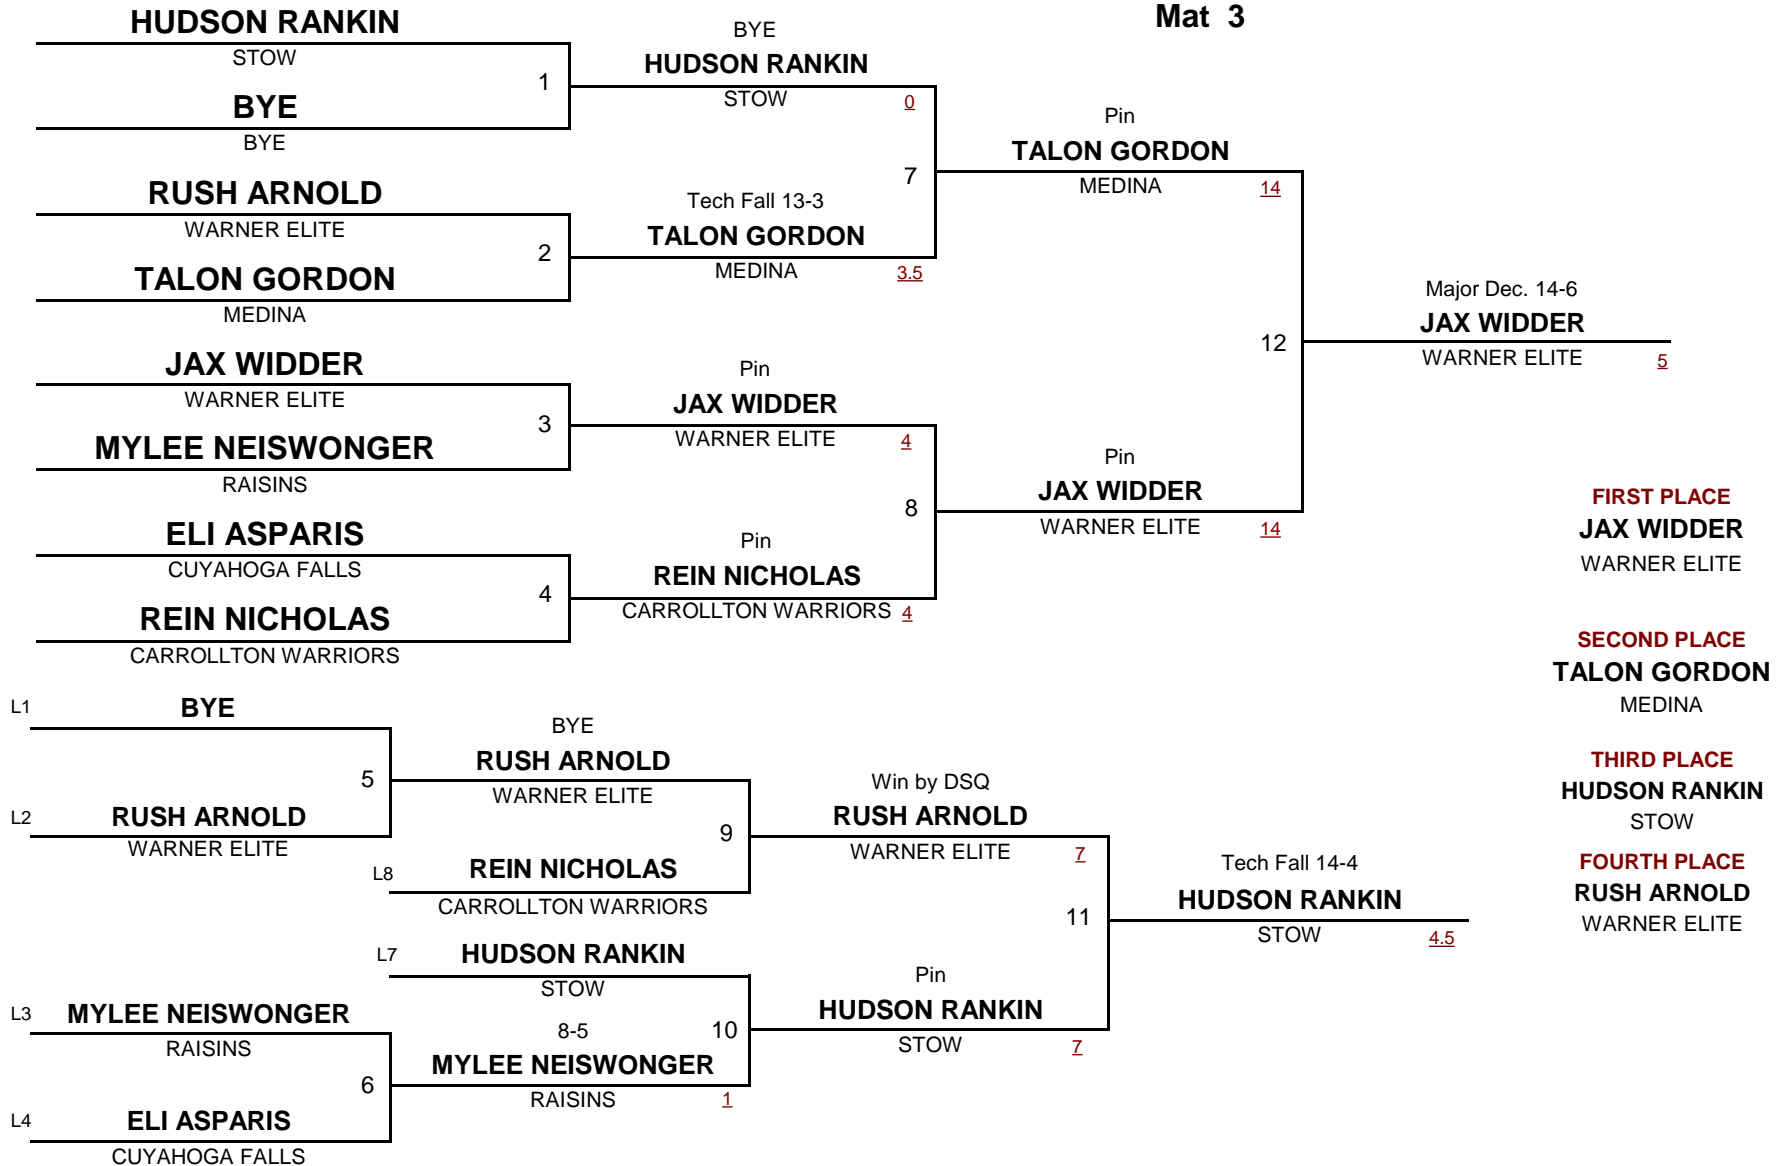 Mat 3
HUDSON RANKIN
STOW
1
BYE
BYE
RUSH ARNOLD
WARNER ELITE
2
TALON GORDON
MEDINA
JAX WIDDER
WARNER ELITE
3
MYLEE NEISWONGER
RAISINS
ELI ASPARIS
CUYAHOGA FALLS
4
REIN NICHOLAS
CARROLLTON WARRIORS
BYE
HUDSON RANKIN
STOW 0
7
Tech Fall 13-3
TALON GORDON
MEDINA 3.5
Pin
JAX WIDDER
WARNER ELITE 4
8
Pin
REIN NICHOLAS
CARROLLTON WARRIORS 4
Pin
TALON GORDON
MEDINA 14
12
Pin
JAX WIDDER
WARNER ELITE 14
Major Dec. 14-6
JAX WIDDER
WARNER ELITE 5
FIRST PLACE
JAX WIDDER
WARNER ELITE
SECOND PLACE
TALON GORDON
MEDINA
THIRD PLACE
HUDSON RANKIN
STOW
FOURTH PLACE
RUSH ARNOLD
WARNER ELITE
L1 BYE
5
L2 RUSH ARNOLD
WARNER ELITE
L3 MYLEE NEISWONGER
RAISINS
6
L4 ELI ASPARIS
CUYAHOGA FALLS
BYE
RUSH ARNOLD
WARNER ELITE
9
L8 REIN NICHOLAS
CARROLLTON WARRIORS
L7 HUDSON RANKIN
STOW
8-5 10
MYLEE NEISWONGER
RAISINS 1
Win by DSQ
RUSH ARNOLD
WARNER ELITE 7
11
Pin
HUDSON RANKIN
STOW 7
Tech Fall 14-4
HUDSON RANKIN
STOW 4.5